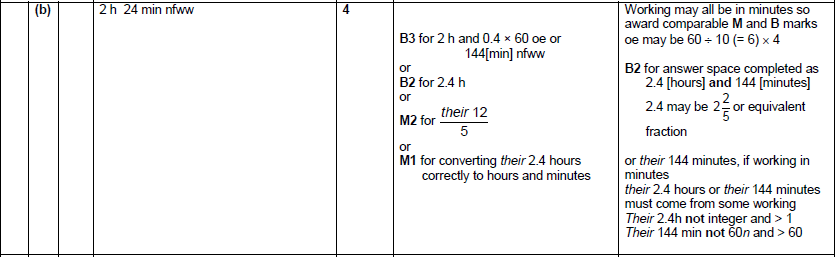 (b) 2 h 24 min nfww 4
B3 for 2 h and 0.4 × 60 oe or
144[min] nfww
or
B2 for 2.4 h
or
M2 for their 12 / 5
or
M1 for converting their 2.4 hours
correctly to hours and minutes
Working may all be in minutes so
award comparable M and B marks
oe may be 60 ÷ 10 (= 6) × 4
B2 for answer space completed as
2.4 [hours] and 144 [minutes]
2.4 may be 2 2/5 or equivalent
fraction
or their 144 minutes, if working in
minutes
their 2.4 hours or their 144 minutes
must come from some working
Their 2.4h not integer and > 1
Their 144 min not 60n and > 60